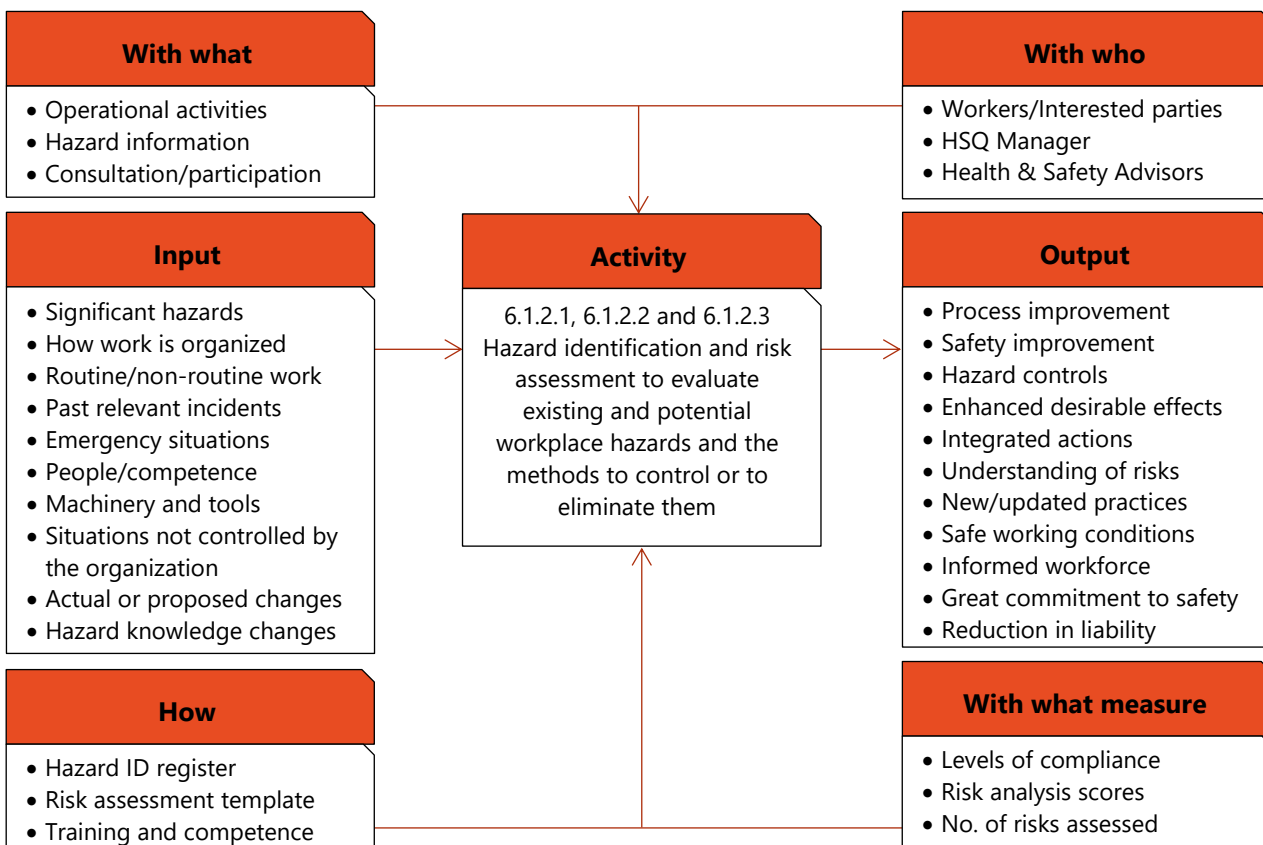 With what
• Operational activities
• Hazard information
• Consultation/participation
With who
• Workers/Interested parties
• HSQ Manager
• Health & Safety Advisors
Input
• Significant hazards
• How work is organized
• Routine/non-routine work
• Past relevant incidents
• Emergency situations
• People/competence
• Machinery and tools
• Situations not controlled by
the organization
• Actual or proposed changes
• Hazard knowledge changes
Activity
6.1.2.1, 6.1.2.2 and 6.1.2.3
Hazard identification and risk
assessment to evaluate
existing and potential
workplace hazards and the
methods to control or to
eliminate them
Output
• Process improvement
• Safety improvement
• Hazard controls
• Enhanced desirable effects
• Integrated actions
• Understanding of risks
• New/updated practices
• Safe working conditions
• Informed workforce
• Great commitment to safety
• Reduction in liability
How
• Hazard ID register
• Risk assessment template
• Training and competence
With what measure
• Levels of compliance
• Risk analysis scores
• No. of risks assessed